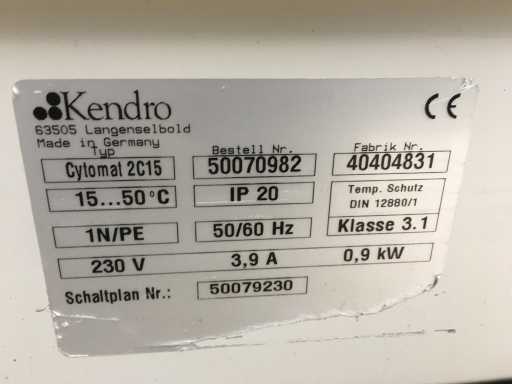 Kendro
CE
63505 Langenselbold
Made in Germany
Typ Bestell Nr. Fabrik Nr.
Cytomat 2C15 50070982 40404831
15...50 °C IP 20 Temp. Schutz
DIN 12880/1
1N/PE 50/60 Hz Klasse 3.1
230 V 3,9 A 0,9 kW
Schaltplan Nr.: 50079230